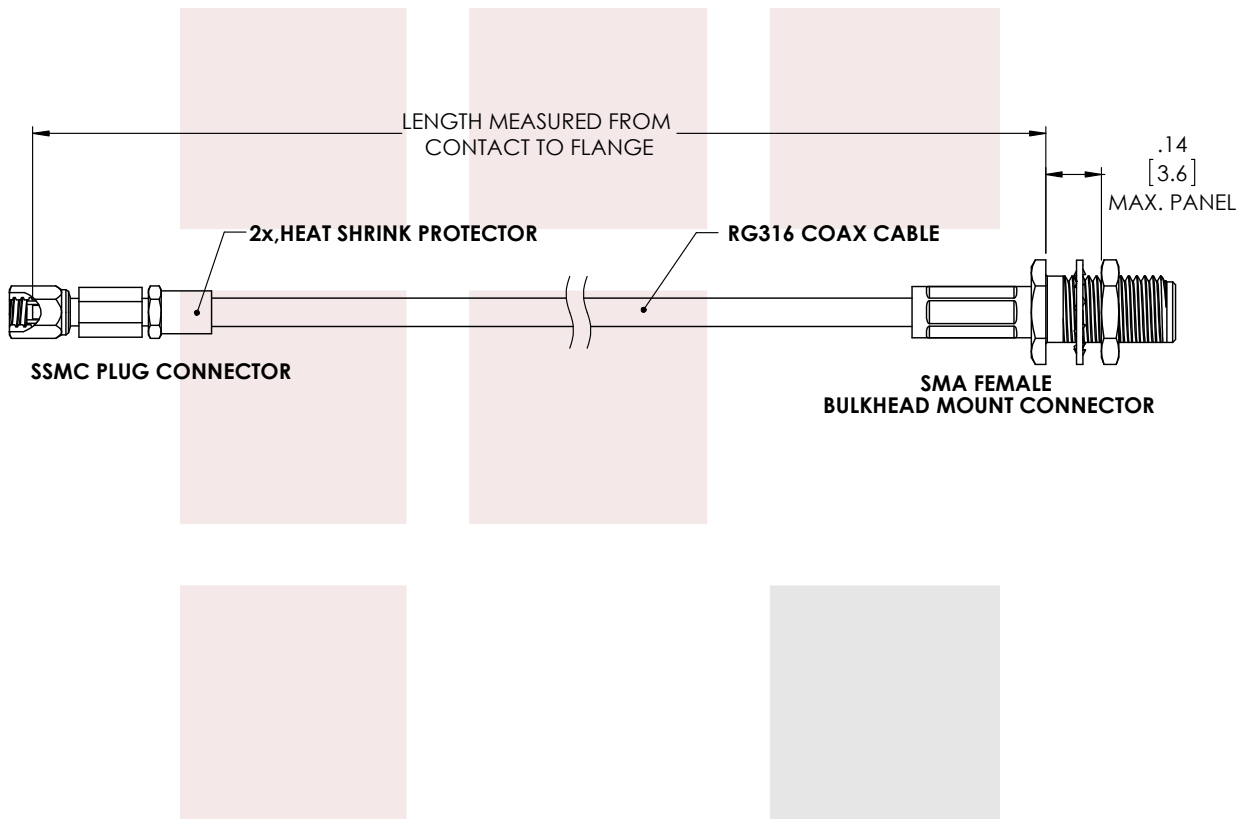 LENGTH MEASURED FROM
CONTACT TO FLANGE
.14
[3.6]
MAX. PANEL
2x,HEAT SHRINK PROTECTOR
RG316 COAX CABLE
SSMC PLUG CONNECTOR
SMA FEMALE
BULKHEAD MOUNT CONNECTOR